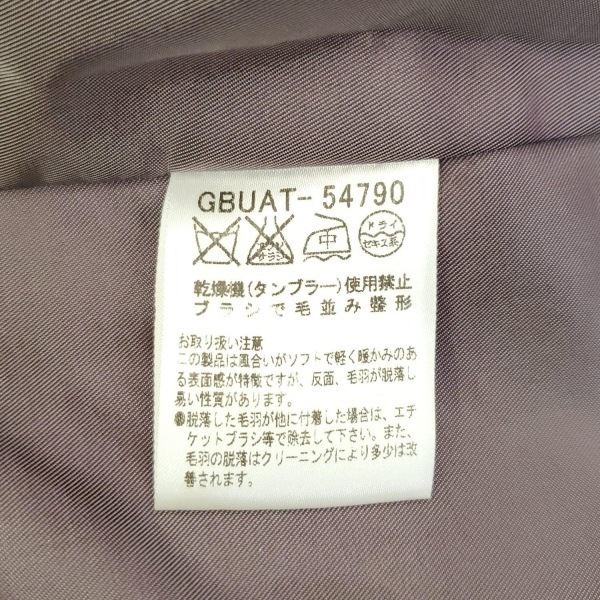 GBUAT-54790
エンソ サラシ 中 ドライ セキユ系
乾燥機(タンブラー)使用禁止
ブラシで毛並み整形
お取り扱い注意
この製品は風合いがソフトで軽く暖かみのあ
る表面感が特徴ですが、反面、毛羽が脱落し
易い性質があります。
●脱落した毛羽が他に付着した場合は、エチ
ケットブラシ等で除去して下さい。また、
毛羽の脱落はクリーニングにより多少は改
善されます。